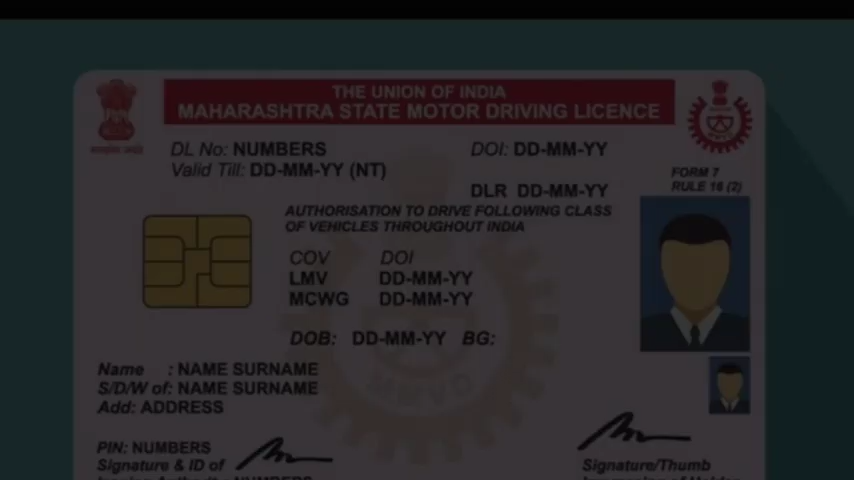 THE UNION OF INDIA
MAHARASHTRA STATE MOTOR DRIVING LICENCE
DL No: NUMBERS DOI: DD-MM-YY
Valid Till: DD-MM-YY (NT)
FORM 7
RULE 16 (2)
DLR DD-MM-YY
AUTHORISATION TO DRIVE FOLLOWING CLASS
OF VEHICLES THROUGHOUT INDIA
COV DOI
LMV DD-MM-YY
MCWG DD-MM-YY
DOB: DD-MM-YY BG:
Name : NAME SURNAME
S/D/W of: NAME SURNAME
Add: ADDRESS
PIN: NUMBERS
Signature & ID of
Signature/Thumb
MMVD